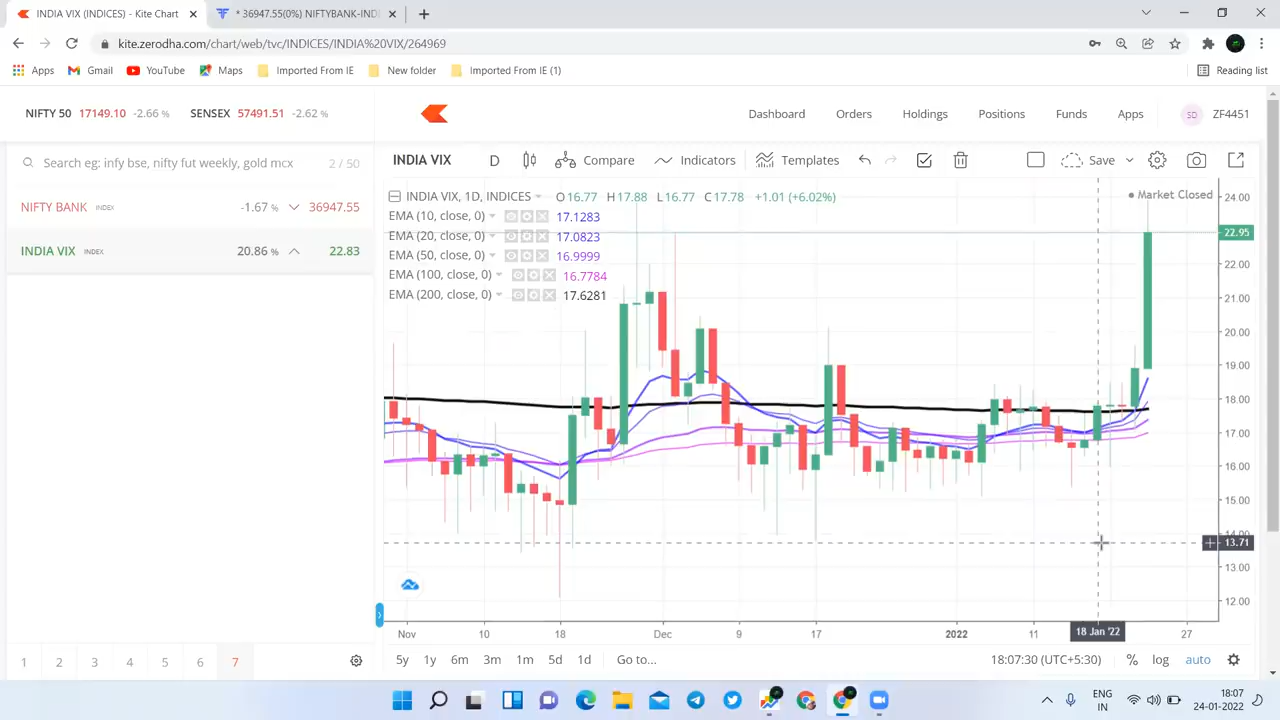 INDIA VIX (INDICES) - Kite Chart
* 36947.55(0%) NIFTYBANK-IND
kite.zerodha.com/chart/web/tvc/INDICES/INDIA%20VIX/264969
Apps Gmail YouTube Maps Imported From IE New folder Imported From IE (1) Reading list
NIFTY 50 17149.10 -2.66 % SENSEX 57491.51 -2.62 %
Dashboard Orders Holdings Positions Funds Apps SD ZF4451
Search eg: infy bse, nifty fut weekly, gold mcx 2 / 50
NIFTY BANK INDEX -1.67 % 36947.55
INDIA VIX INDEX 20.86 % 22.83
INDIA VIX D Compare Indicators Templates Save
INDIA VIX, 1D, INDICES O16.77 H17.88 L16.77 C17.78 +1.01 (+6.02%)
Market Closed
EMA (10, close, 0) 17.1283
EMA (20, close, 0) 17.0823
EMA (50, close, 0) 16.9999
EMA (100, close, 0) 16.7784
EMA (200, close, 0) 17.6281
24.00
22.95
22.00
21.00
20.00
19.00
18.00
17.00
16.00
15.00
14.00
13.71
13.00
12.00
Nov 10 18 Dec 9 17 2022 11 18 Jan '22 27
1 2 3 4 5 6 7
5y 1y 6m 3m 1m 5d 1d Go to... 18:07:30 (UTC+5:30) % log auto
ENG
IN
18:07
24-01-2022